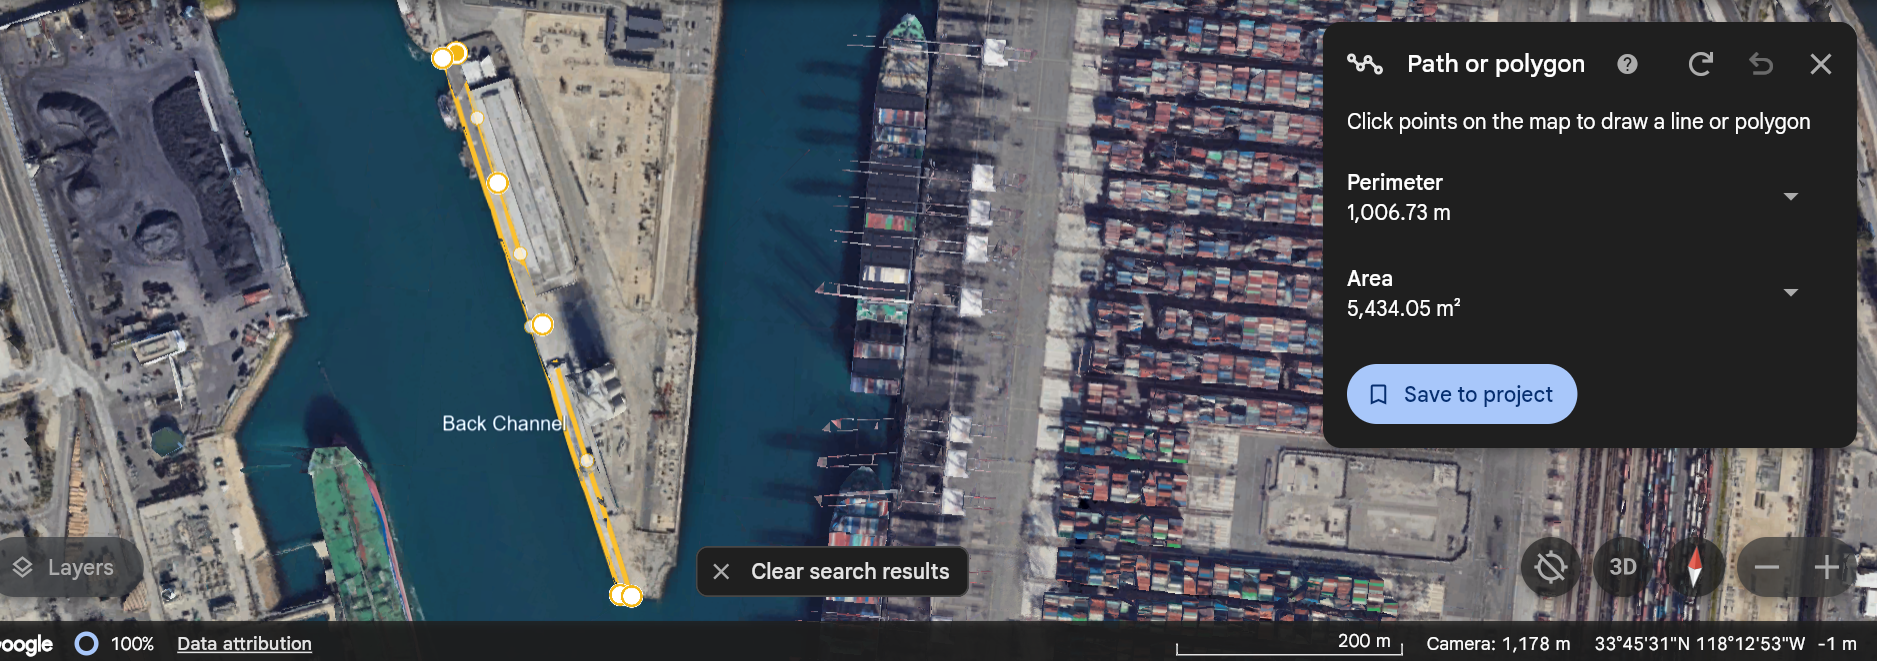 Path or polygon
Click points on the map to draw a line or polygon
Perimeter
1,006.73 m
Area
5,434.05 m²
Save to project
Back Channel
Layers
Clear search results
3D
oogle
100%
Data attribution
200 m
Camera: 1,178 m
33°45'31"N 118°12'53"W
-1 m